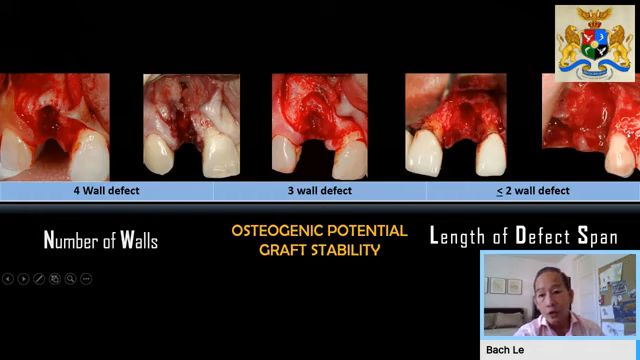 4 Wall defect
3 wall defect
< 2 wall defect
Number of Walls
OSTEOGENIC POTENTIAL
GRAFT STABILITY
Length of Defect Span
Bach Le